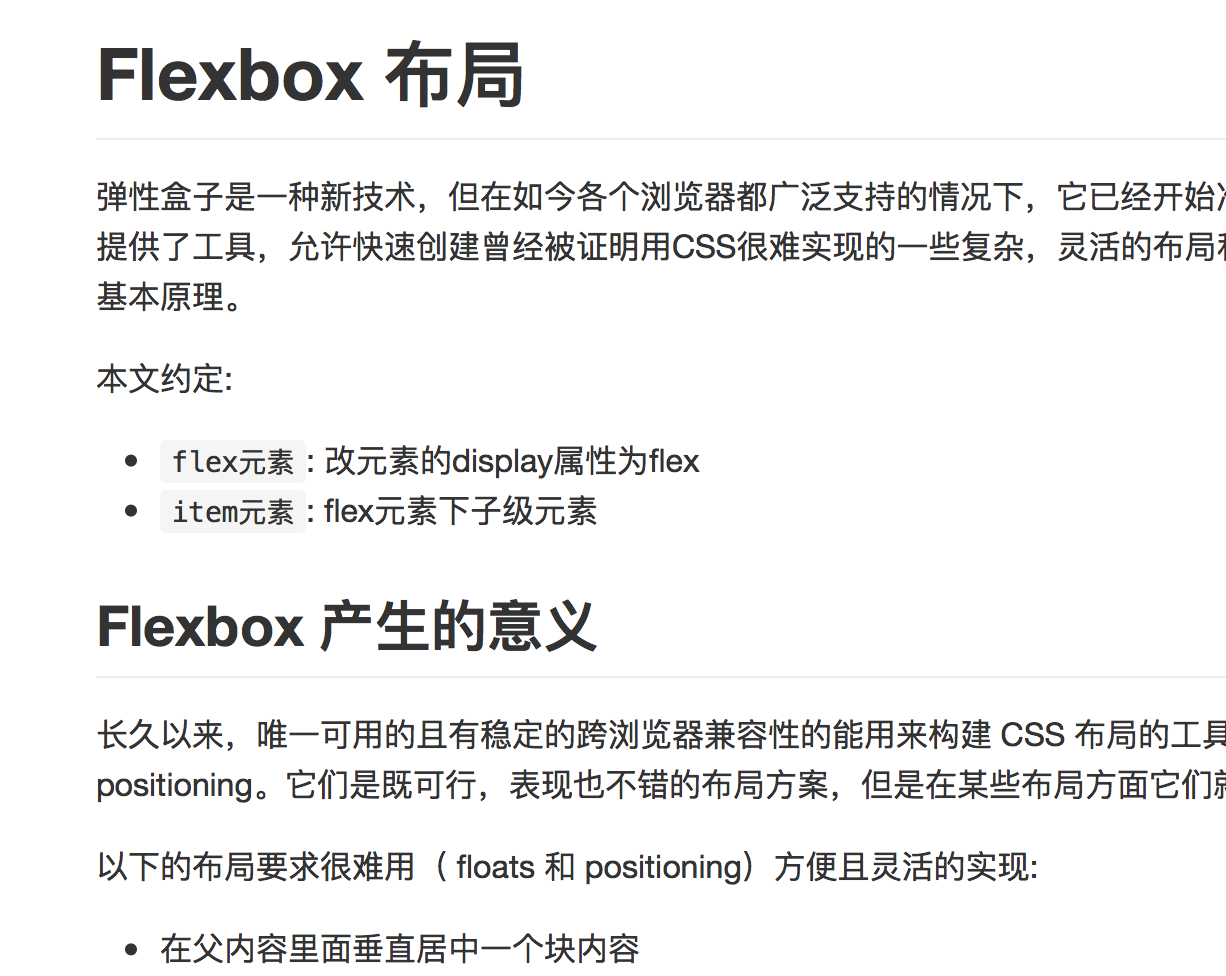 Flexbox 布局
弹性盒子是一种新技术，但在如今各个浏览器都广泛支持的情况下，它已经开始
提供了工具，允许快速创建曾经被证明用CSS很难实现的一些复杂，灵活的布局和
基本原理。
本文约定:
flex元素 : 改元素的display属性为flex
item元素 : flex元素下子级元素
Flexbox 产生的意义
长久以来，唯一可用的且有稳定的跨浏览器兼容性的能用来构建 CSS 布局的工具
positioning。它们是既可行，表现也不错的布局方案，但是在某些布局方面它们就
以下的布局要求很难用（ floats 和 positioning）方便且灵活的实现:
在父内容里面垂直居中一个块内容